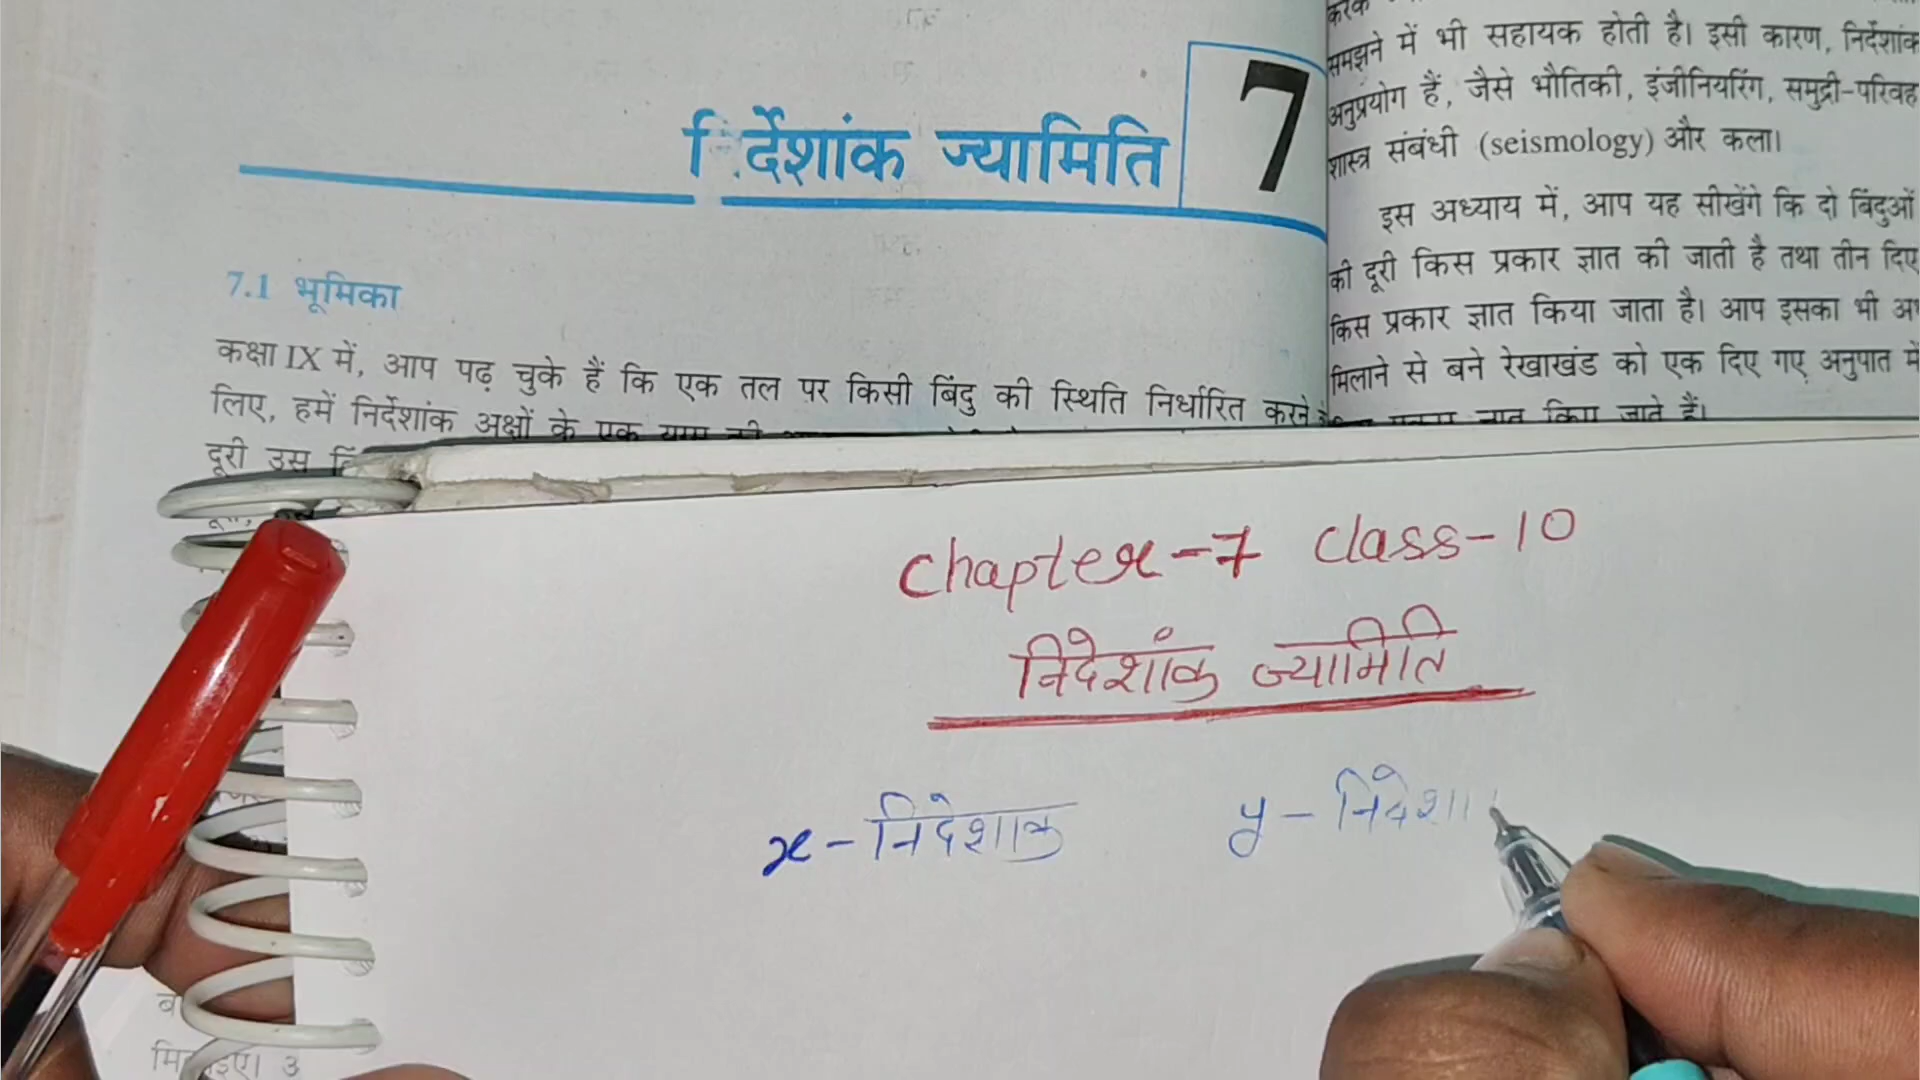 निर्देशांक ज्यामिति
7
7.1 भूमिका
कक्षा IX में, आप पढ़ चुके हैं कि एक तल पर किसी बिंदु की स्थिति निर्धारित करने
लिए, हमें निर्देशांक अक्षों के एक युग्म की
दूरी उस
करके
समझने में भी सहायक होती है। इसी कारण, निर्देशांक
अनुप्रयोग हैं, जैसे भौतिकी, इंजीनियरिंग, समुद्री-परिवह
शास्त्र संबंधी (seismology) और कला।
इस अध्याय में, आप यह सीखेंगे कि दो बिंदुओं
की दूरी किस प्रकार ज्ञात की जाती है तथा तीन दिए
किस प्रकार ज्ञात किया जाता है। आप इसका भी अ
मिलाने से बने रेखाखंड को एक दिए गए अनुपात में
ज्ञात किए जाते हैं।
Chapter-7 Class-10
निदेशांक ज्यामिति
x-निदेशाक
y-निदेशा